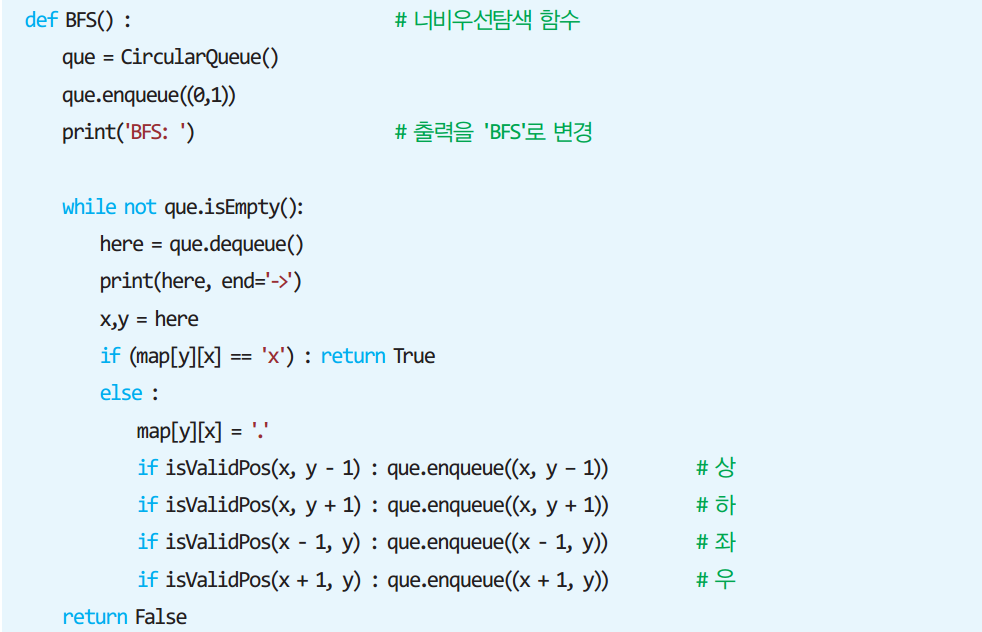 def BFS() : # 너비우선탐색 함수
que = CircularQueue()
que.enqueue((0,1))
print('BFS: ') # 출력을 'BFS'로 변경
while not que.isEmpty():
here = que.dequeue()
print(here, end='->')
x,y = here
if (map[y][x] == 'x') : return True
else :
map[y][x] = '.'
if isValidPos(x, y - 1) : que.enqueue((x, y – 1)) # 상
if isValidPos(x, y + 1) : que.enqueue((x, y + 1)) # 하
if isValidPos(x - 1, y) : que.enqueue((x - 1, y)) # 좌
if isValidPos(x + 1, y) : que.enqueue((x + 1, y)) # 우
return False